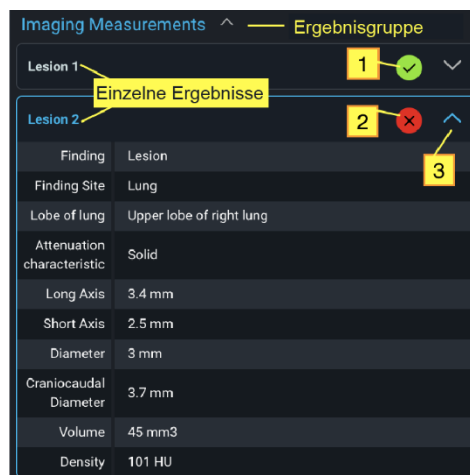 Imaging Measurements Ergebnisgruppe
Lesion 1 1
Einzelne Ergebnisse
Lesion 2 2
3
Finding Lesion
Finding Site Lung
Lobe of lung Upper lobe of right lung
Attenuation
characteristic Solid
Long Axis 3.4 mm
Short Axis 2.5 mm
Diameter 3 mm
Craniocaudal
Diameter 3.7 mm
Volume 45 mm3
Density 101 HU